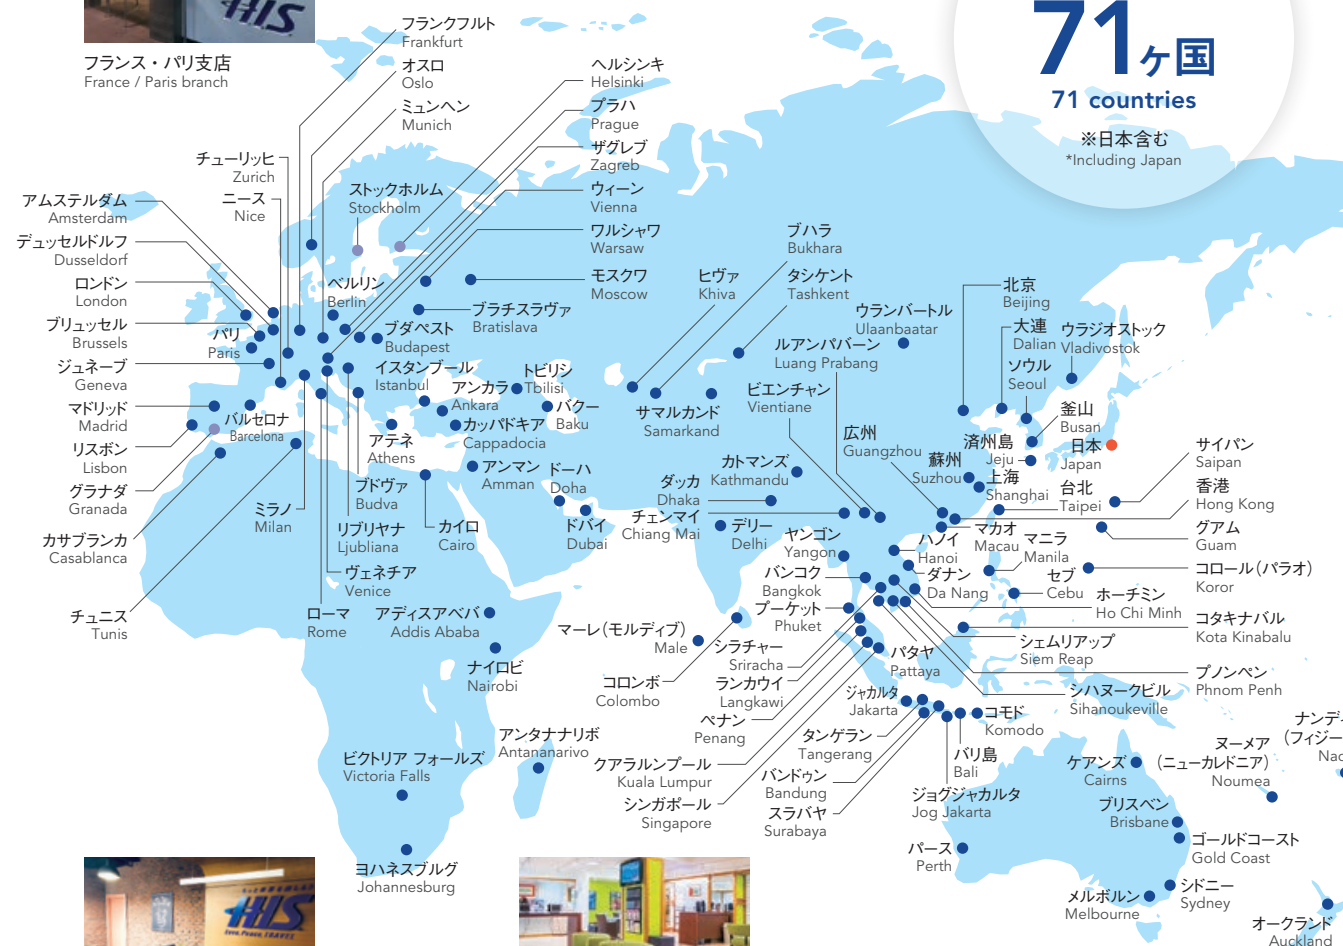 HIS
フランス・パリ支店
France / Paris branch
71ヶ国
71 countries
※日本含む
*Including Japan
フランクフルト
Frankfurt
オスロ
Oslo
ミュンヘン
Munich
ヘルシンキ
Helsinki
プラハ
Prague
ザグレブ
Zagreb
ウィーン
Vienna
ワルシャワ
Warsaw
モスクワ
Moscow
チューリッヒ
Zurich
ニース
Nice
ストックホルム
Stockholm
アムステルダム
Amsterdam
デュッセルドルフ
Dusseldorf
ロンドン
London
ブリュッセル
Brussels
ジュネーブ
Geneva
マドリッド
Madrid
リスボン
Lisbon
グラナダ
Granada
カサブランカ
Casablanca
チュニス
Tunis
パリ
Paris
ベルリン
Berlin
ブラチスラヴァ
Bratislava
ブダペスト
Budapest
イスタンブール
Istanbul
アンカラ
Ankara
トビリシ
Tbilisi
バクー
Baku
カッパドキア
Cappadocia
バルセロナ
Barcelona
アテネ
Athens
アンマン
Amman
ドーハ
Doha
ドバイ
Dubai
ミラノ
Milan
ブドヴァ
Budva
リブリヤナ
Ljubliana
カイロ
Cairo
ヴェネチア
Venice
ローマ
Rome
アディスアベバ
Addis Ababa
ナイロビ
Nairobi
アンタナナリボ
Antananarivo
ビクトリア フォールズ
Victoria Falls
ヨハネスブルグ
Johannesburg
ブハラ
Bukhara
ヒヴァ
Khiva
タシケント
Tashkent
サマルカンド
Samarkand
ウランバートル
Ulaanbaatar
ルアンパバーン
Luang Prabang
ビエンチャン
Vientiane
北京
Beijing
大連
Dalian
ウラジオストック
Vladivostok
ソウル
Seoul
釜山
Busan
済州島
Jeju
日本
Japan
広州
Guangzhou
蘇州
Suzhou
上海
Shanghai
台北
Taipei
サイパン
Saipan
香港
Hong Kong
グアム
Guam
コロール(パラオ)
Koror
カトマンズ
Kathmandu
ダッカ
Dhaka
チェンマイ
Chiang Mai
デリー
Delhi
ヤンゴン
Yangon
バンコク
Bangkok
プーケット
Phuket
シラチャー
Sriracha
ランカウイ
Langkawi
ペナン
Penang
クアラルンプール
Kuala Lumpur
シンガポール
Singapore
マーレ(モルディブ)
Male
コロンボ
Colombo
ハノイ
Hanoi
マカオ
Macau
マニラ
Manila
ダナン
Da Nang
セブ
Cebu
ホーチミン
Ho Chi Minh
コタキナバル
Kota Kinabalu
シェムリアップ
Siem Reap
パタヤ
Pattaya
プノンペン
Phnom Penh
シハヌークビル
Sihanoukeville
ジャカルタ
Jakarta
タンゲラン
Tangerang
バンドゥン
Bandung
スラバヤ
Surabaya
コモド
Komodo
バリ島
Bali
ジョグジャカルタ
Jog Jakarta
パース
Perth
ケアンズ
Cairns
ブリスベン
Brisbane
ゴールドコースト
Gold Coast
メルボルン
Melbourne
シドニー
Sydney
ヌーメア
(ニューカレドニア)
Noumea
ナンデ
(フィジー
Nad
オークランド
Auckland
HIS